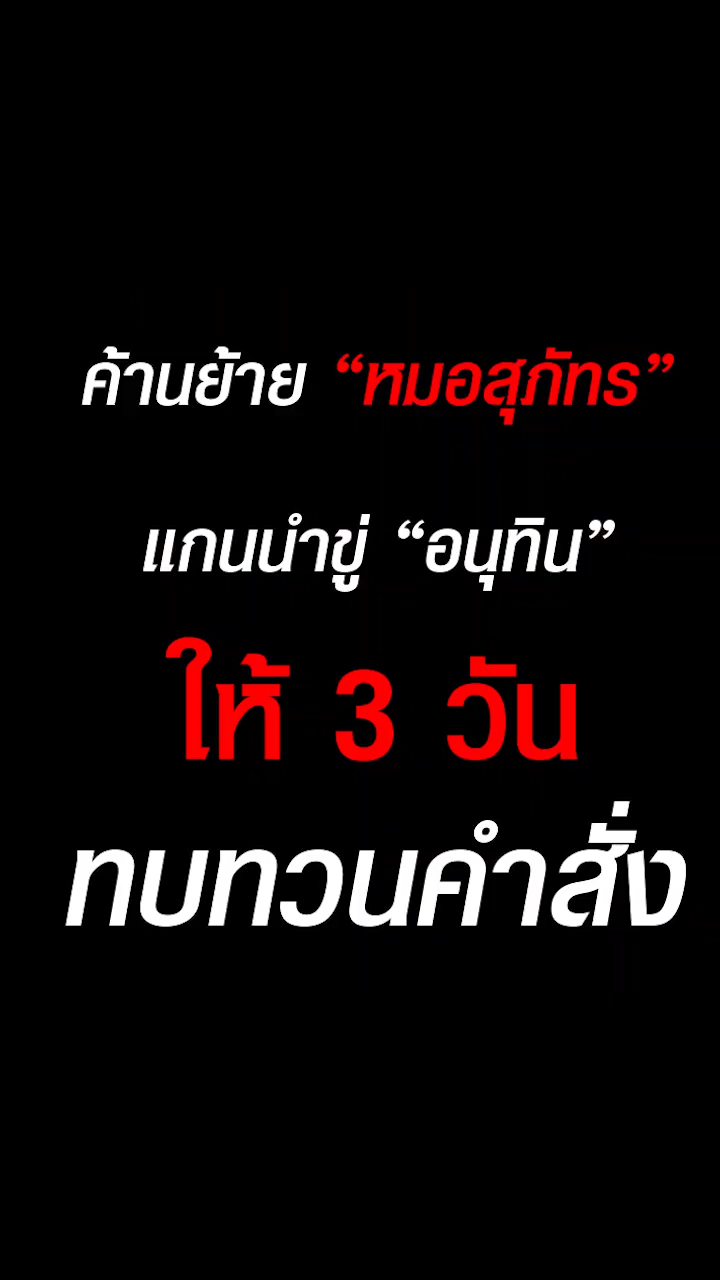 ค้านย้าย “หมอสุภัทร”
แกนนำขู่ “อนุทิน”
ให้ 3 วัน
ทบทวนคำสั่ง